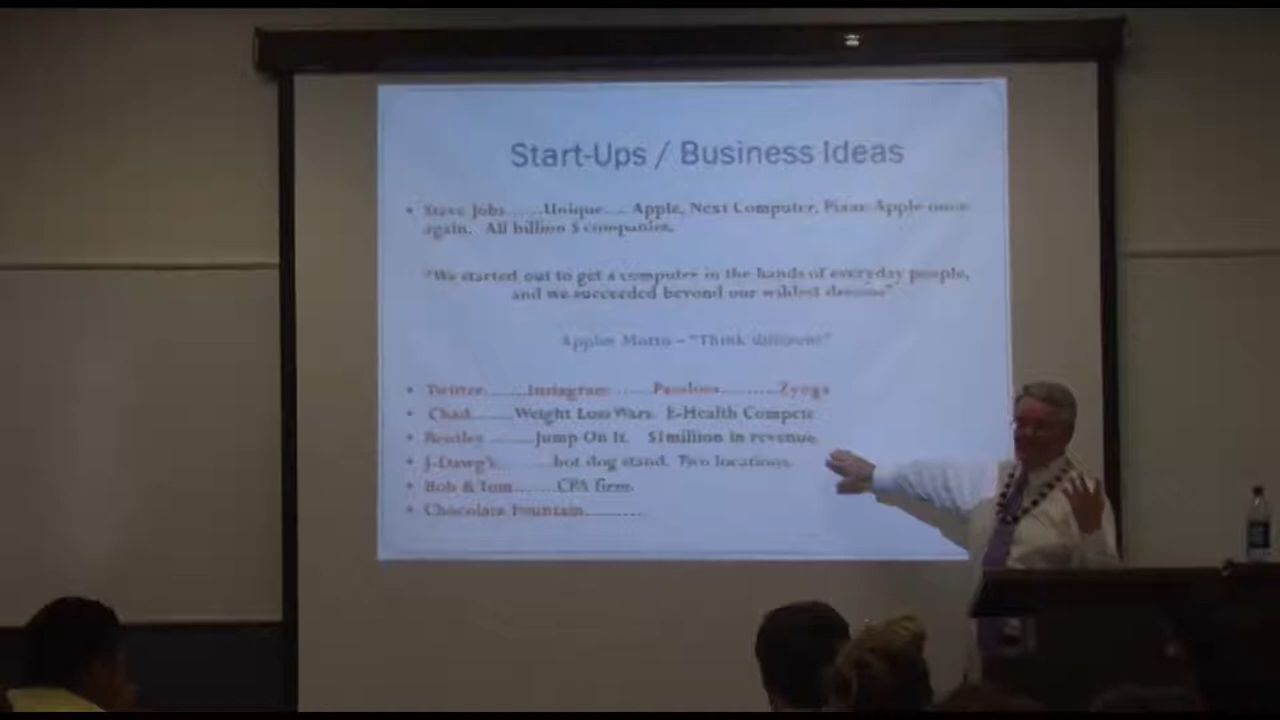 Start-Ups / Business Ideas
• Steve Jobs.......Unique.... Apple, Next Computer, Pixar Apple once
again. All billion $ companies.
"We started out to get a computer in the hands of everyday people,
and we succeeded beyond our wildest dreams"
Apples Motto - "Think different"
• Twitter.........Instagram ...... Pandora..........Zynga
• Chad........Weight Loss Wars E-Health Compete
• Bentley ........Jump On It. $1million in revenue.
• J-Dawg's ..........hot dog stand. Two locations.
• Bob & Tom.......CPA firm.
• Chocolate Fountain............